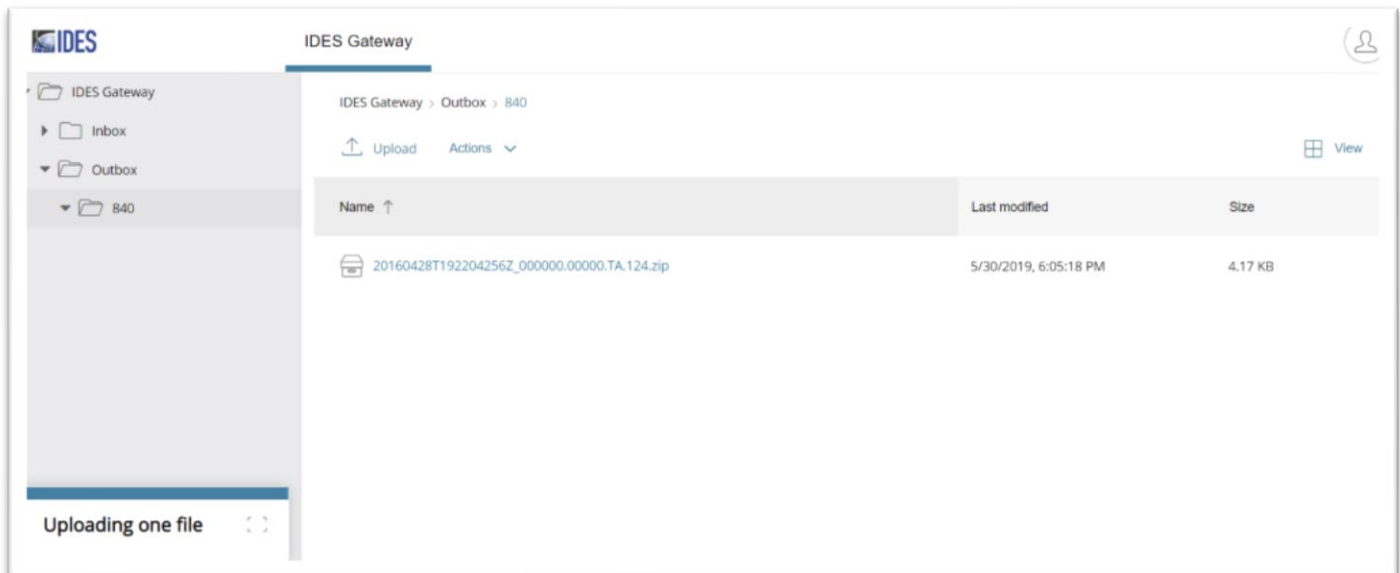 IDES
IDES Gateway
IDES Gateway
Inbox
Outbox
840
IDES Gateway > Outbox > 840
Upload Actions
View
Name ↑ Last modified Size
20160428T192204256Z_000000.00000.TA.124.zip 5/30/2019, 6:05:18 PM 4.17 KB
Uploading one file